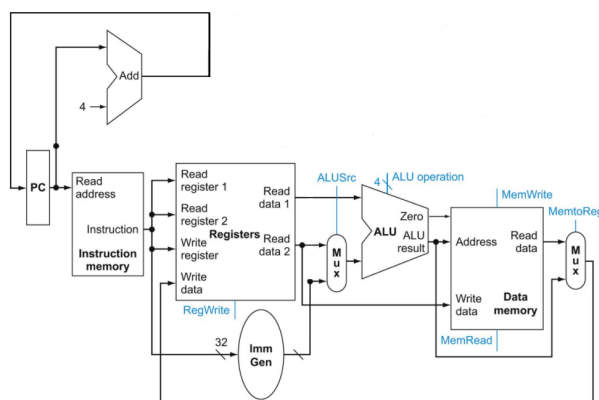 Add
4
PC
Read
address
Instruction
Instruction
memory
Read
register 1
Read
register 2
Write
register
Write
data
Registers
Read
data 1
Read
data 2
RegWrite
32
Imm
Gen
ALUSrc
M
u
x
4
ALU operation
Zero
ALU
ALU
result
MemWrite
Address
Read
data
Write
data
Data
memory
MemRead
MemtoReg
M
u
x